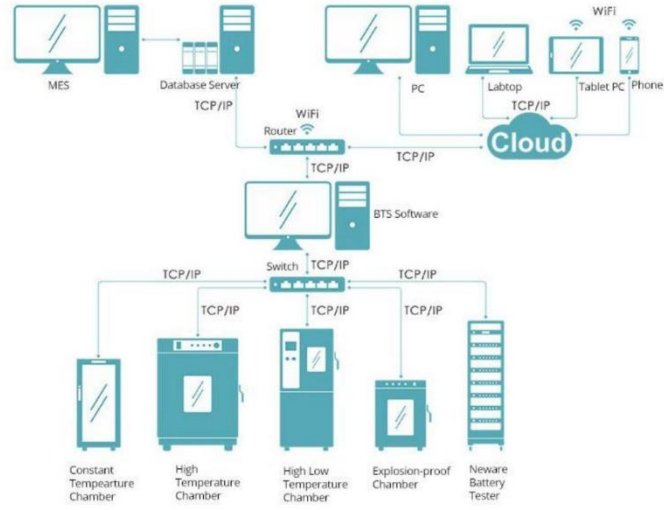 WiFi
MES
Database Server
PC
Labtop
Tablet PC
Phone
TCP/IP
TCP/IP
WiFi
Router
Cloud
TCP/IP
TCP/IP
BTS Software
Switch
TCP/IP
TCP/IP
TCP/IP
TCP/IP
TCP/IP
TCP/IP
Constant
Tempearture
Chamber
High
Temperature
Chamber
High Low
Temperature
Chamber
Explosion-proof
Chamber
Neware
Battery
Tester